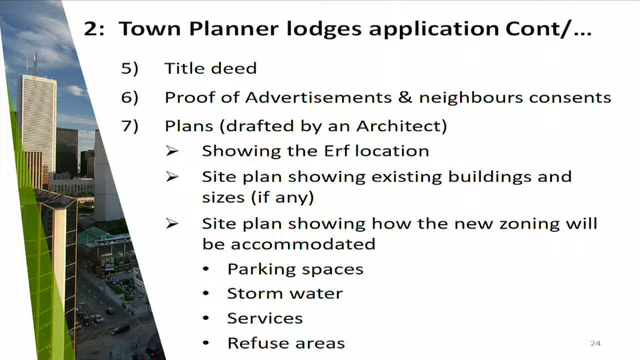 2: Town Planner lodges application Cont/...
5) Title deed
6) Proof of Advertisements & neighbours consents
7) Plans (drafted by an Architect)
➢ Showing the Erf location
➢ Site plan showing existing buildings and
sizes (if any)
➢ Site plan showing how the new zoning will
be accommodated
• Parking spaces
• Storm water
• Services
• Refuse areas
24